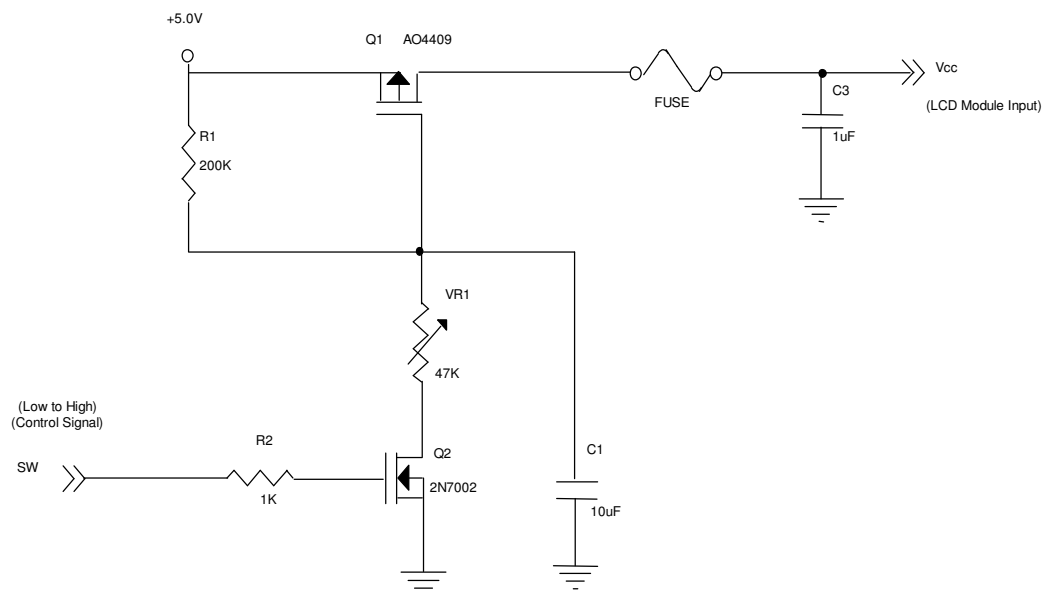 +5.0V
Q1 AO4409
Vcc
FUSE
C3
(LCD Module Input)
R1
1uF
200K
VR1
47K
(Low to High)
(Control Signal)
R2
Q2
C1
SW
2N7002
1K
10uF